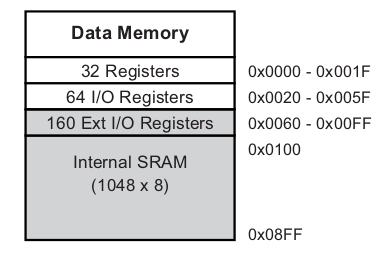 Data Memory
32 Registers 0x0000 - 0x001F
64 I/O Registers 0x0020 - 0x005F
160 Ext I/O Registers 0x0060 - 0x00FF
0x0100
Internal SRAM
(1048 x 8)
0x08FF